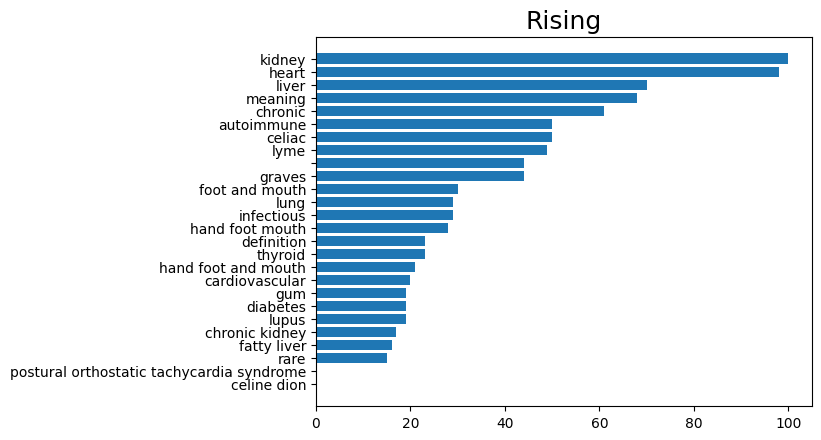 Rising
kidney
heart
liver
meaning
chronic
autoimmune
celiac
lyme
graves
foot and mouth
lung
infectious
hand foot mouth
definition
thyroid
hand foot and mouth
cardiovascular
gum
diabetes
lupus
chronic kidney
fatty liver
rare
postural orthostatic tachycardia syndrome
celine dion
0 20 40 60 80 100